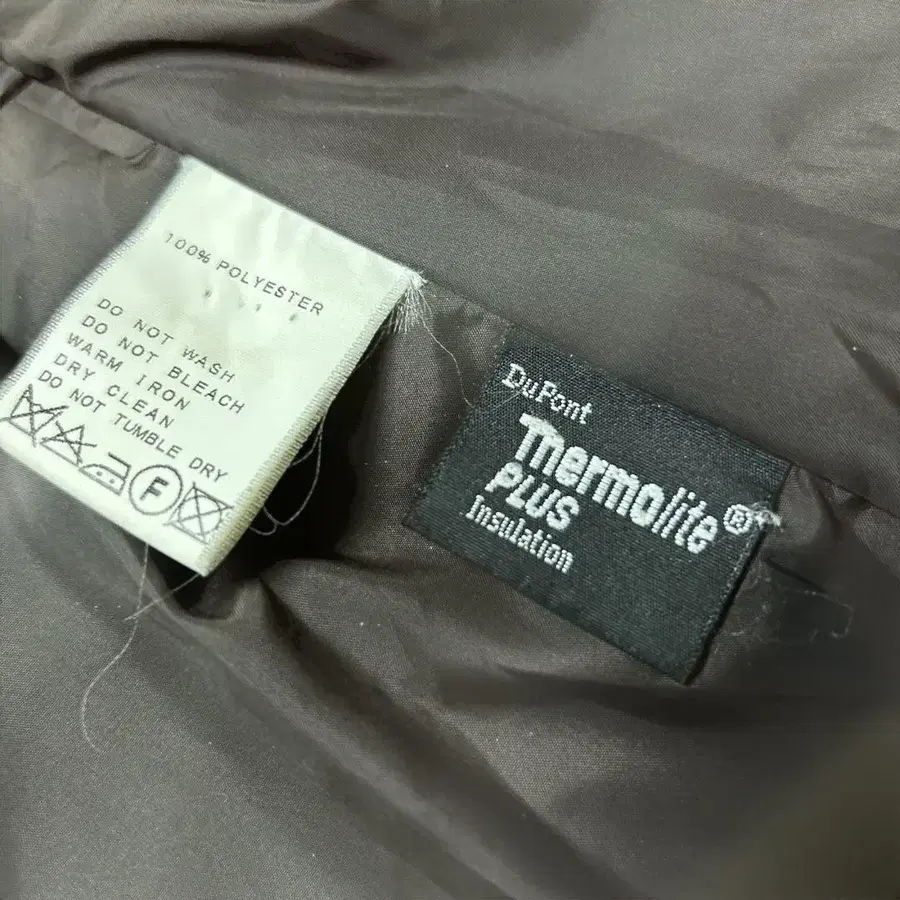 100% POLYESTER
DO NOT WASH
DO NOT BLEACH
WARM IRON
DRY CLEAN
DO NOT TUMBLE DRY
F
DuPont
Thermolite®
PLUS
Insulation